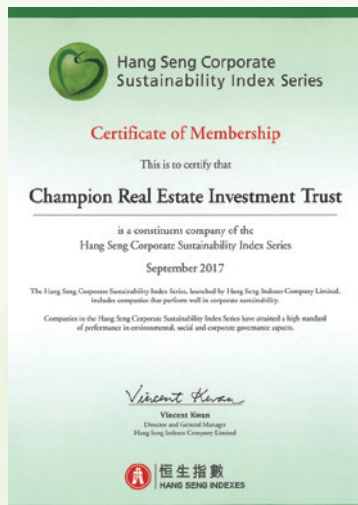 Hang Seng Corporate
Sustainability Index Series
Certificate of Membership
This is to certify that
Champion Real Estate Investment Trust
is a constituent company of the
Hang Seng Corporate Sustainability Index Series
September 2017
The Hang Seng Corporate Sustainability Index Series, launched by Hang Seng Indexes Company Limited,
includes companies that perform well in corporate sustainability.
Companies in the Hang Seng Corporate Sustainability Index Series have attained a high standard
of performance in environmental, social and corporate governance aspects.
Vincent Kwan
Vincent Kwan
Director and General Manager
Hang Seng Indexes Company Limited
恒生指數
HANG SENG INDEXES